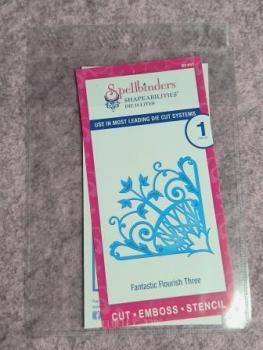 Spellbinders
SHAPEABILITIES®
DIE D-LITES
USE IN MOST LEADING DIE CUT SYSTEMS
1
Fantastic Flourish Three
CUT • EMBOSS • STENCIL